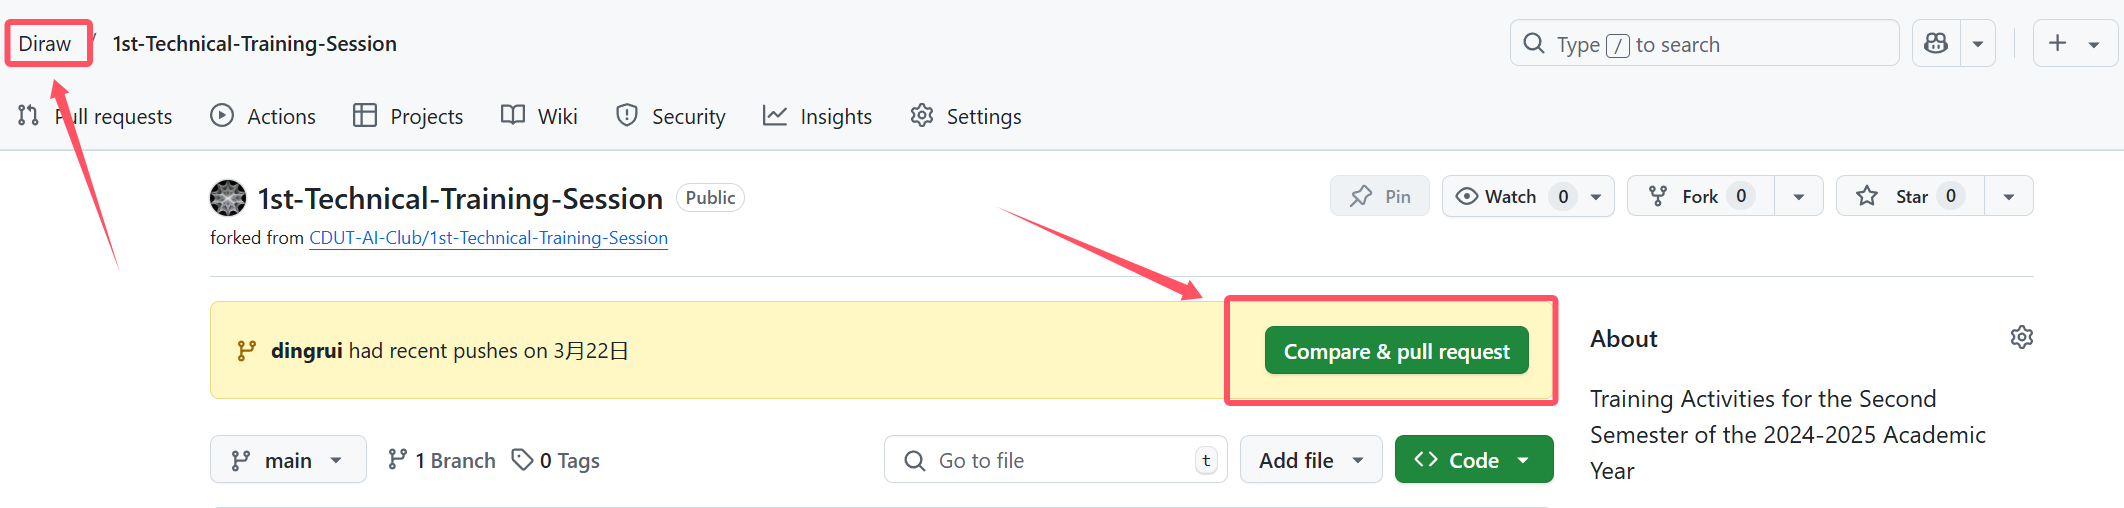 Diraw / 1st-Technical-Training-Session
Type / to search
Pull requests Actions Projects Wiki Security Insights Settings
1st-Technical-Training-Session Public
Pin Watch 0 Fork 0 Star 0
forked from CDUT-AI-Club/1st-Technical-Training-Session
dingrui had recent pushes on 3月22日
Compare & pull request
main 1 Branch 0 Tags
Go to file t
Add file
Code
About
Training Activities for the Second
Semester of the 2024-2025 Academic
Year